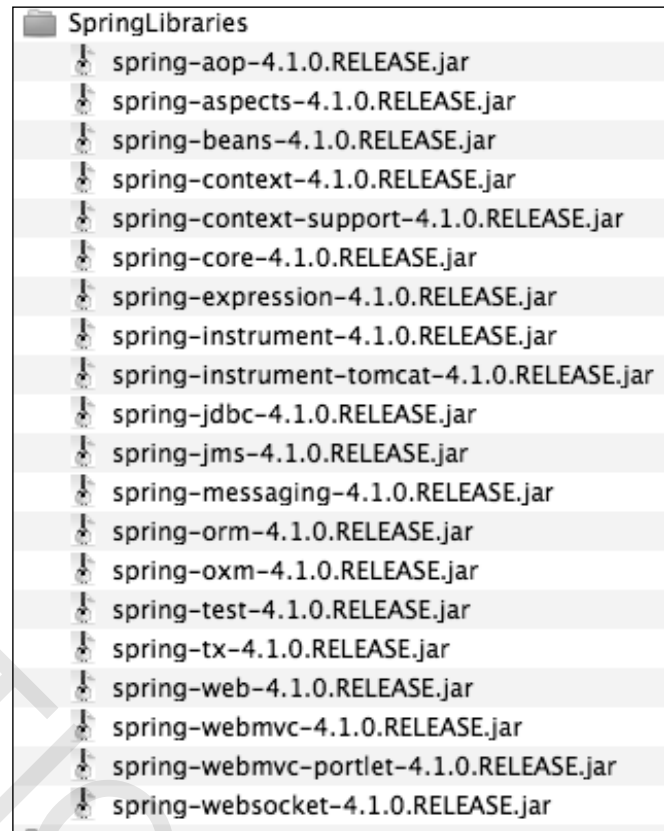 SpringLibraries
spring-aop-4.1.0.RELEASE.jar
spring-aspects-4.1.0.RELEASE.jar
spring-beans-4.1.0.RELEASE.jar
spring-context-4.1.0.RELEASE.jar
spring-context-support-4.1.0.RELEASE.jar
spring-core-4.1.0.RELEASE.jar
spring-expression-4.1.0.RELEASE.jar
spring-instrument-4.1.0.RELEASE.jar
spring-instrument-tomcat-4.1.0.RELEASE.jar
spring-jdbc-4.1.0.RELEASE.jar
spring-jms-4.1.0.RELEASE.jar
spring-messaging-4.1.0.RELEASE.jar
spring-orm-4.1.0.RELEASE.jar
spring-oxm-4.1.0.RELEASE.jar
spring-test-4.1.0.RELEASE.jar
spring-tx-4.1.0.RELEASE.jar
spring-web-4.1.0.RELEASE.jar
spring-webmvc-4.1.0.RELEASE.jar
spring-webmvc-portlet-4.1.0.RELEASE.jar
spring-websocket-4.1.0.RELEASE.jar